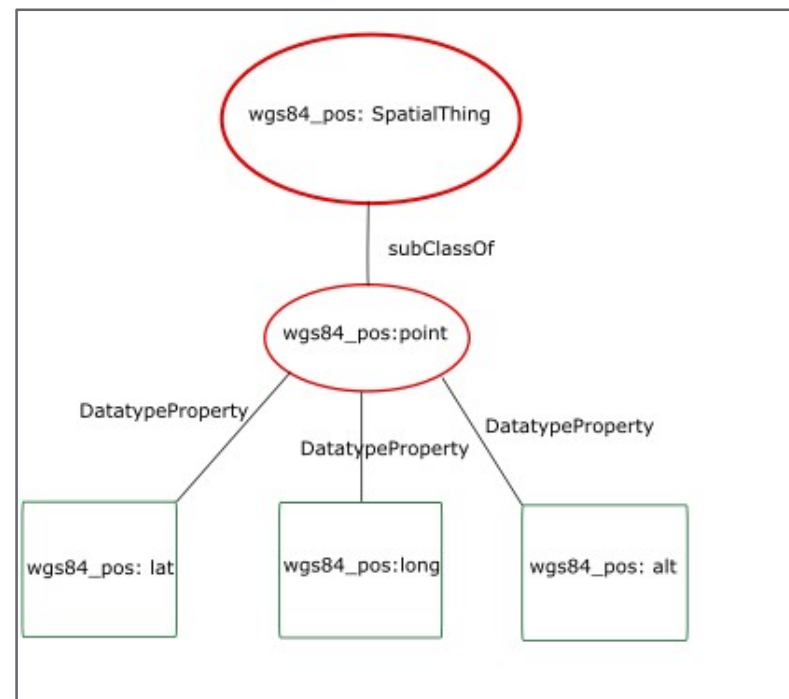 wgs84_pos: SpatialThing
subClassOf
wgs84_pos:point
DatatypeProperty
DatatypeProperty
DatatypeProperty
wgs84_pos: lat
wgs84_pos:long
wgs84_pos: alt